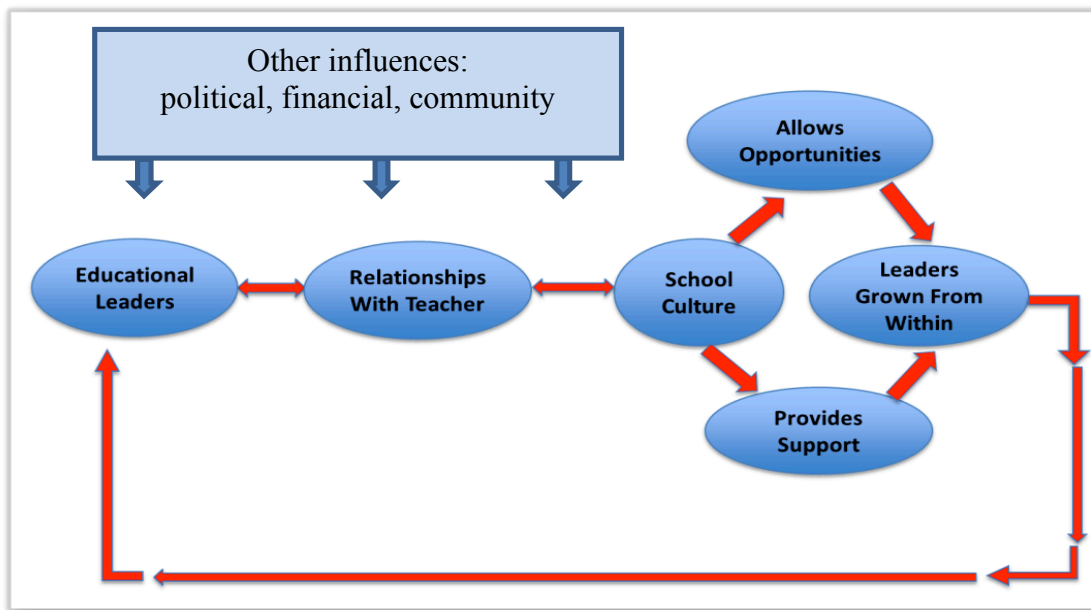 Other influences:
political, financial, community
Allows
Opportunities
Educational
Leaders
Relationships
With Teacher
School
Culture
Leaders
Grown From
Within
Provides
Support